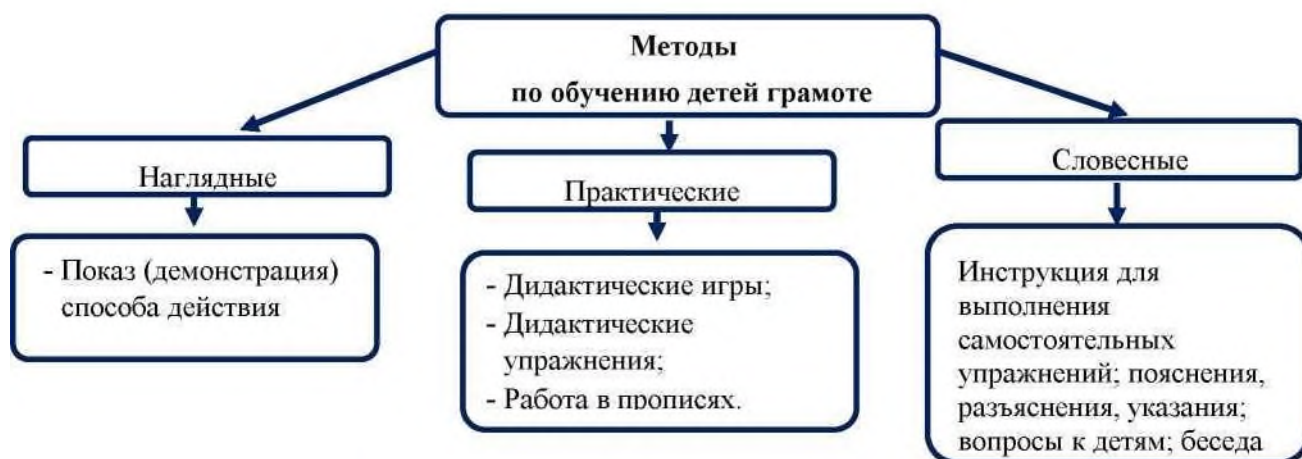 Методы
по обучению детей грамоте
Наглядные
Практические
Словесные
- Показ (демонстрация)
способа действия
- Дидактические игры;
- Дидактические
упражнения;
- Работа в прописях.
Инструкция для
выполнения
самостоятельных
упражнений; пояснения,
разъяснения, указания;
вопросы к детям; беседа